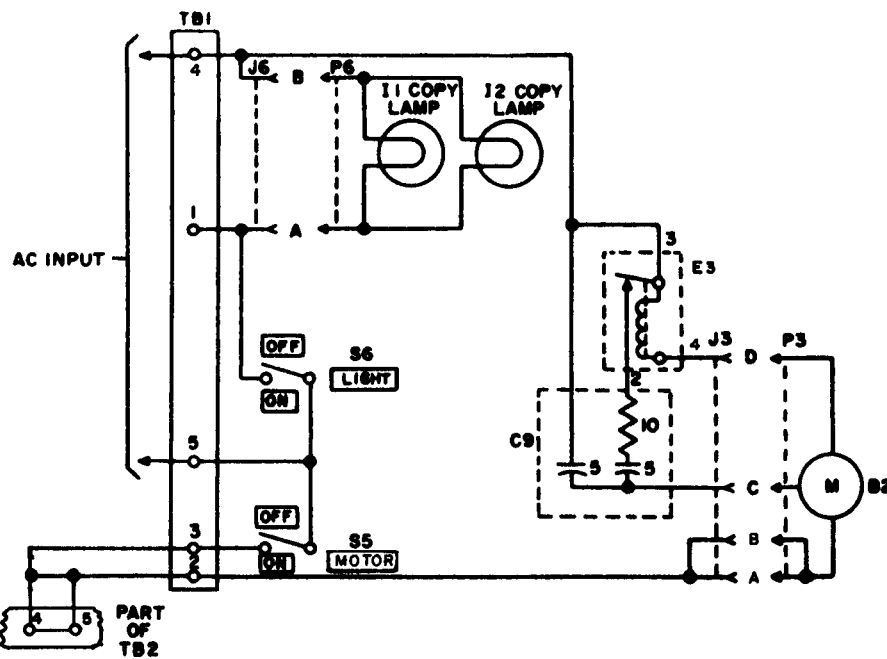 TB1
4
J6
B
P6
I1 COPY
LAMP
I2 COPY
LAMP
1
A
AC INPUT
3
E3
OFF
S6
LIGHT
ON
4
J3
D
P3
2
10
C9
5
5
5
C
M
B2
OFF
S5
MOTOR
ON
3
2
B
A
4
5
PART
OF
TB2